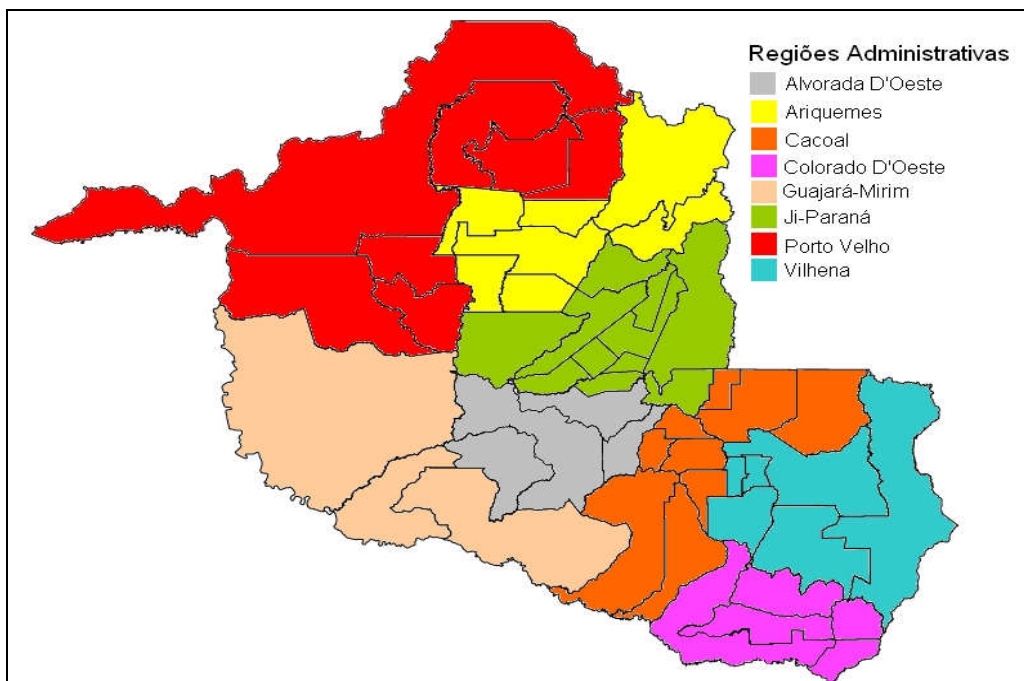 Regiões Administrativas
Alvorada D'Oeste
Ariquemes
Cacoal
Colorado D'Oeste
Guajará-Mirim
Ji-Paraná
Porto Velho
Vilhena